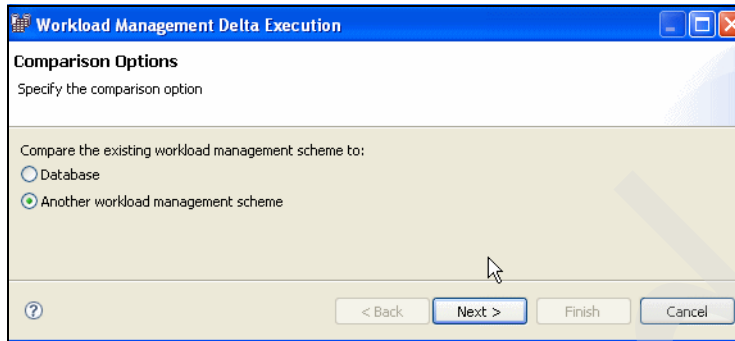 Workload Management Delta Execution
Comparison Options
Specify the comparison option
Compare the existing workload management scheme to:
Database
Another workload management scheme
?
< Back Next > Finish Cancel